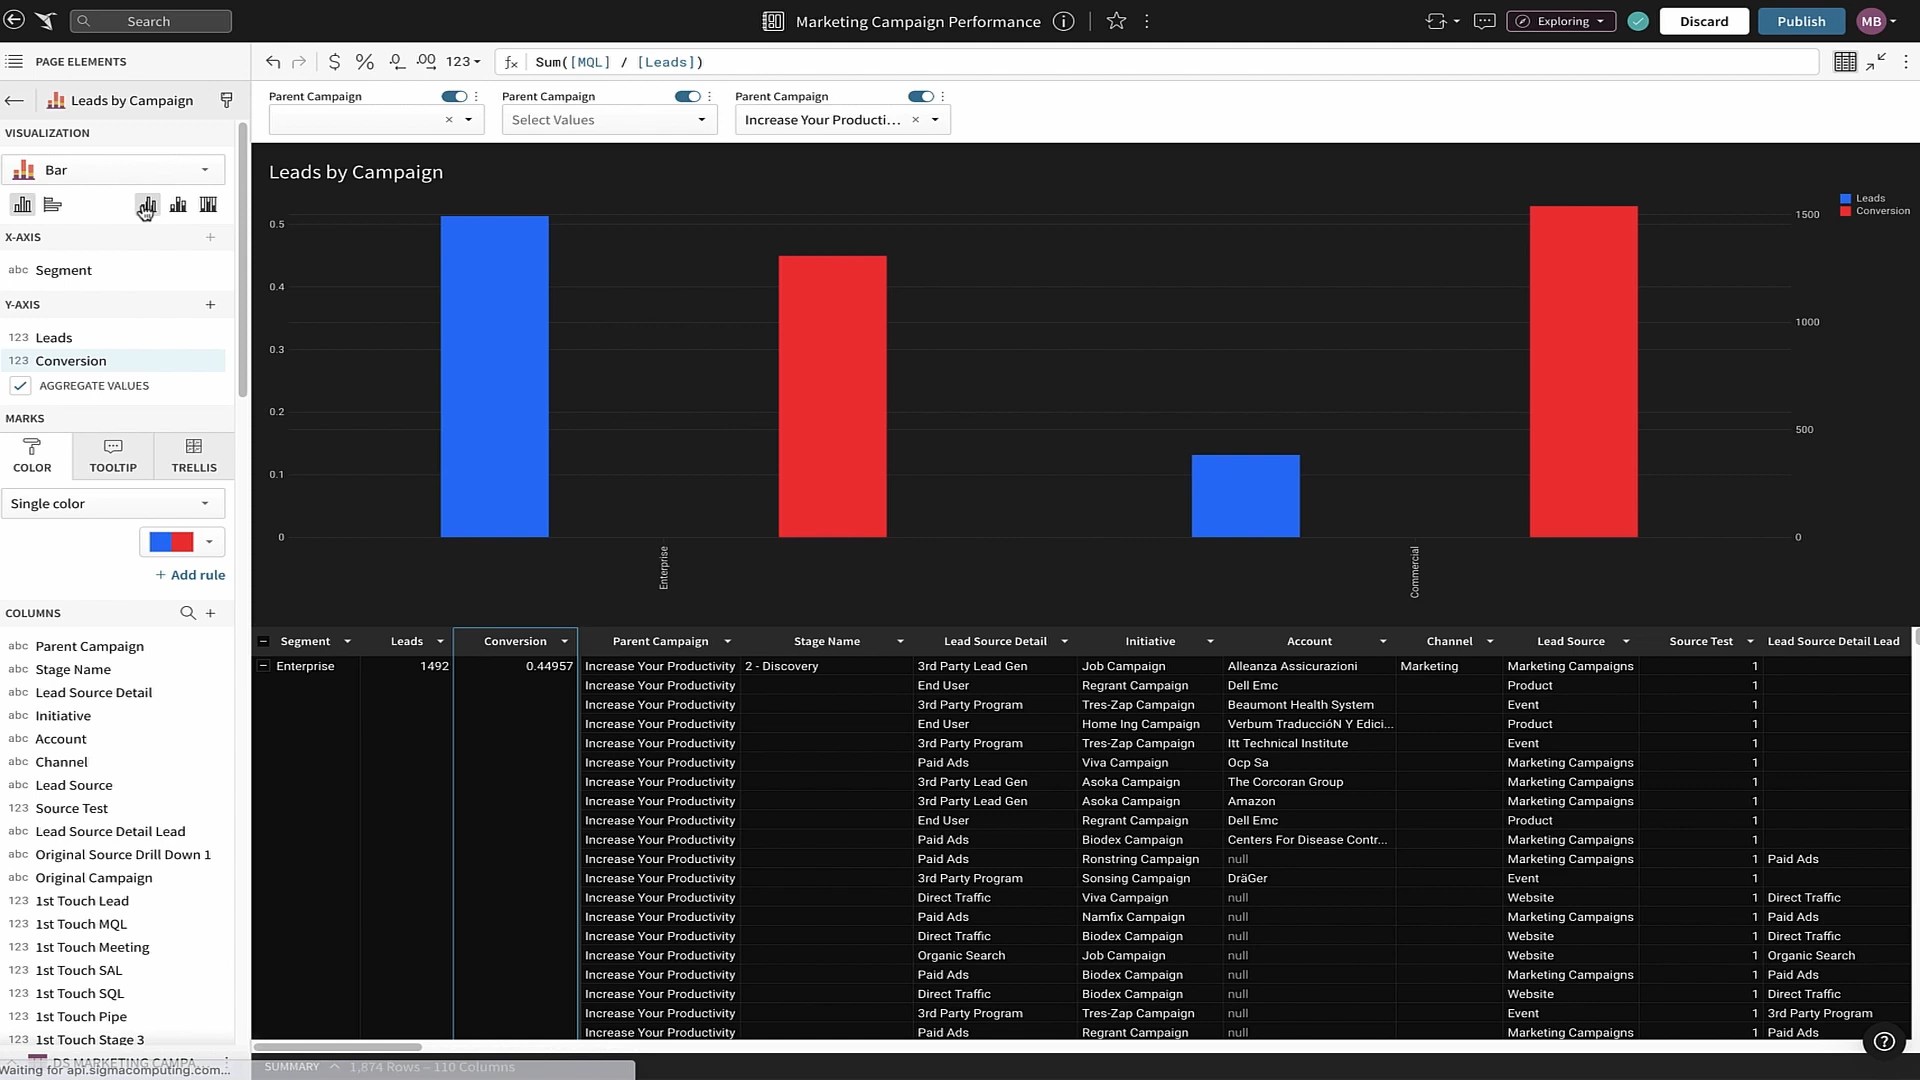 Search
Marketing Campaign Performance
Exploring
Discard
Publish
MB
PAGE ELEMENTS
$ % .0 .00 123
fx Sum([MQL] / [Leads])
Leads by Campaign
Parent Campaign
Parent Campaign
Select Values
Parent Campaign
Increase Your Producti...
VISUALIZATION
Bar
X-AXIS
abc Segment
Y-AXIS
123 Leads
123 Conversion
AGGREGATE VALUES
MARKS
COLOR
TOOLTIP
TRELLIS
Single color
+ Add rule
COLUMNS
abc Parent Campaign
abc Stage Name
abc Lead Source Detail
abc Initiative
abc Account
abc Channel
abc Lead Source
123 Source Test
abc Lead Source Detail Lead
abc Original Source Drill Down 1
abc Original Campaign
123 1st Touch Lead
123 1st Touch MQL
123 1st Touch Meeting
123 1st Touch SAL
123 1st Touch SQL
123 1st Touch Pipe
123 1st Touch Stage 3
DS MARKETING CAMPA...
Waiting for api.sigmacomputing.com...
Leads by Campaign
Leads
Conversion
0.5
0.4
0.3
0.2
0.1
0
1500
1000
500
0
Enterprise
Commercial
Segment Leads Conversion Parent Campaign Stage Name Lead Source Detail Initiative Account Channel Lead Source Source Test Lead Source Detail Lead
Enterprise 1492 0.44957 Increase Your Productivity 2 - Discovery 3rd Party Lead Gen Job Campaign Alleanza Assicurazioni Marketing Marketing Campaigns 1
Increase Your Productivity End User Regrant Campaign Dell Emc Product 1
Increase Your Productivity 3rd Party Program Tres-Zap Campaign Beaumont Health System Event 1
Increase Your Productivity End User Home Ing Campaign Verbum TraduccióN Y Edici... Product 1
Increase Your Productivity 3rd Party Program Tres-Zap Campaign Itt Technical Institute Event 1
Increase Your Productivity Paid Ads Viva Campaign Ocp Sa Marketing Campaigns 1
Increase Your Productivity 3rd Party Lead Gen Asoka Campaign The Corcoran Group Marketing Campaigns 1
Increase Your Productivity 3rd Party Lead Gen Asoka Campaign Amazon Marketing Campaigns 1
Increase Your Productivity End User Regrant Campaign Dell Emc Product 1
Increase Your Productivity Paid Ads Biodex Campaign Centers For Disease Contr... Marketing Campaigns 1
Increase Your Productivity Paid Ads Ronstring Campaign null Marketing Campaigns 1 Paid Ads
Increase Your Productivity 3rd Party Program Sonsing Campaign DräGer Event 1
Increase Your Productivity Direct Traffic Viva Campaign null Website 1 Direct Traffic
Increase Your Productivity Paid Ads Namfix Campaign null Marketing Campaigns 1 Paid Ads
Increase Your Productivity Direct Traffic Biodex Campaign null Website 1 Direct Traffic
Increase Your Productivity Organic Search Job Campaign null Website 1 Organic Search
Increase Your Productivity Paid Ads Biodex Campaign null Marketing Campaigns 1 Paid Ads
Increase Your Productivity Direct Traffic Biodex Campaign null Website 1 Direct Traffic
Increase Your Productivity 3rd Party Program Tres-Zap Campaign null Event 1 3rd Party Program
Increase Your Productivity Paid Ads Regrant Campaign null Marketing Campaigns 1 Paid Ads
SUMMARY 1,874 Rows – 110 Columns